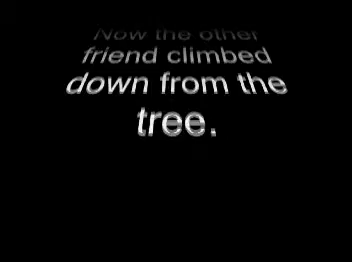 Now the other
friend climbed
down from the
tree.